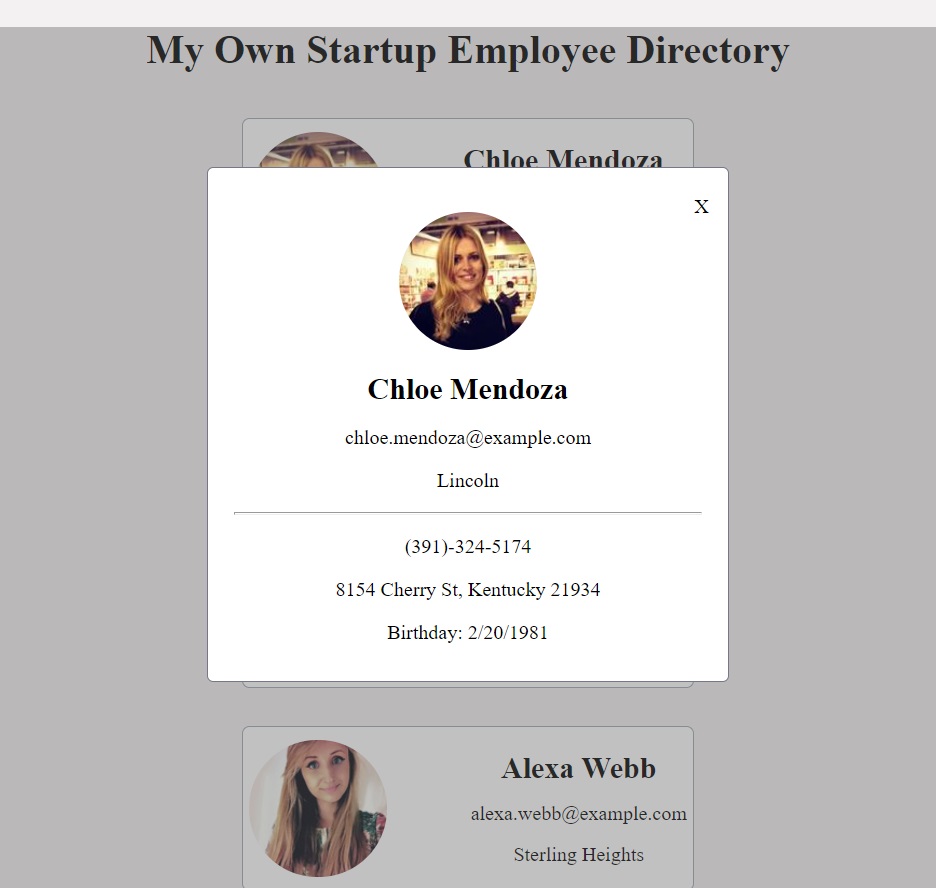 My Own Startup Employee Directory
Chloe Mendoza
X
Chloe Mendoza
chloe.mendoza@example.com
Lincoln
(391)-324-5174
8154 Cherry St, Kentucky 21934
Birthday: 2/20/1981
Alexa Webb
alexa.webb@example.com
Sterling Heights